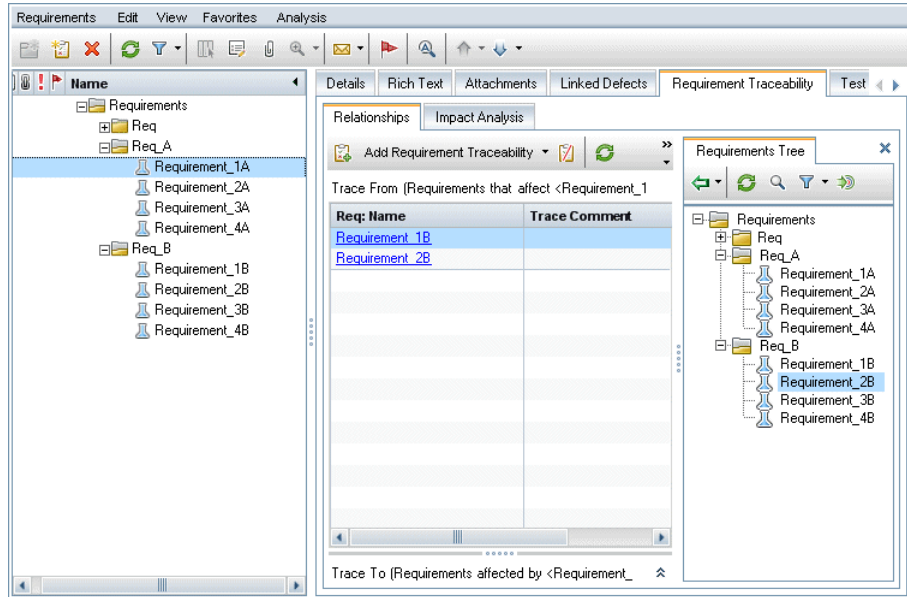 Requirements Edit View Favorites Analysis
Name
Requirements
Req
Req_A
Requirement_1A
Requirement_2A
Requirement_3A
Requirement_4A
Req_B
Requirement_1B
Requirement_2B
Requirement_3B
Requirement_4B
Details Rich Text Attachments Linked Defects Requirement Traceability Test
Relationships Impact Analysis
Add Requirement Traceability
Trace From (Requirements that affect <Requirement_1
Req: Name Trace Comment
Requirement_1B
Requirement_2B
Trace To (Requirements affected by <Requirement_
Requirements Tree
Requirements
Req
Req_A
Requirement_1A
Requirement_2A
Requirement_3A
Requirement_4A
Req_B
Requirement_1B
Requirement_2B
Requirement_3B
Requirement_4B